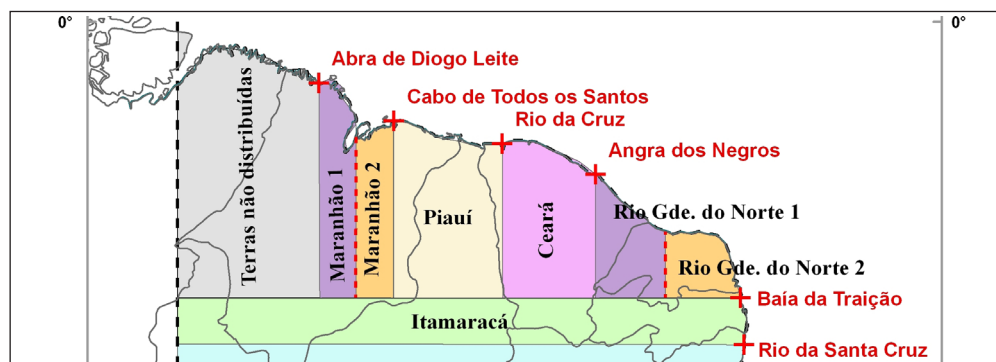 0°
0°
Abra de Diogo Leite
Cabo de Todos os Santos
Rio da Cruz
Angra dos Negros
Terras não distribuídas
Maranhão 1
Maranhão 2
Piauí
Ceará
Rio Gde. do Norte 1
Rio Gde. do Norte 2
Baía da Traição
Itamaracá
Rio da Santa Cruz